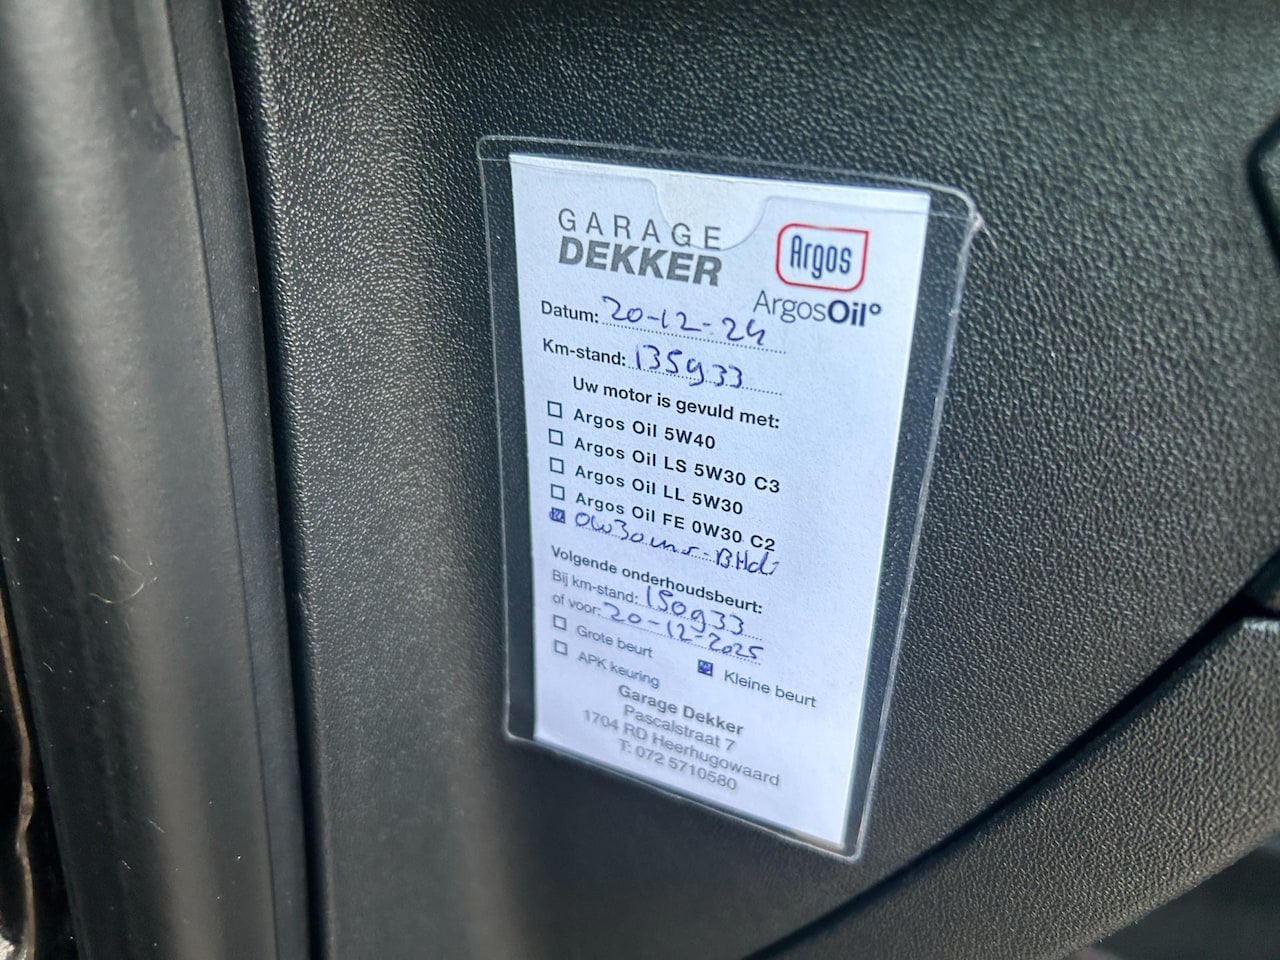 GARAGE
DEKKER
Argos
ArgosOil
Datum: 20-12-24
Km-stand: 135933
Uw motor is gevuld met:
☐ Argos Oil 5W40
☐ Argos Oil LS 5W30 C3
☐ Argos Oil LL 5W30
☐ Argos Oil FE 0W30 C2
☒ 0W30
Volgende onderhoudsbeurt:
Bij km-stand: 150933
of voor: 20-12-2025
☐ Grote beurt ☒ Kleine beurt
☐ APK keuring
Garage Dekker
Pascalstraat 7
1704 RD Heerhugowaard
T: 072 5710580